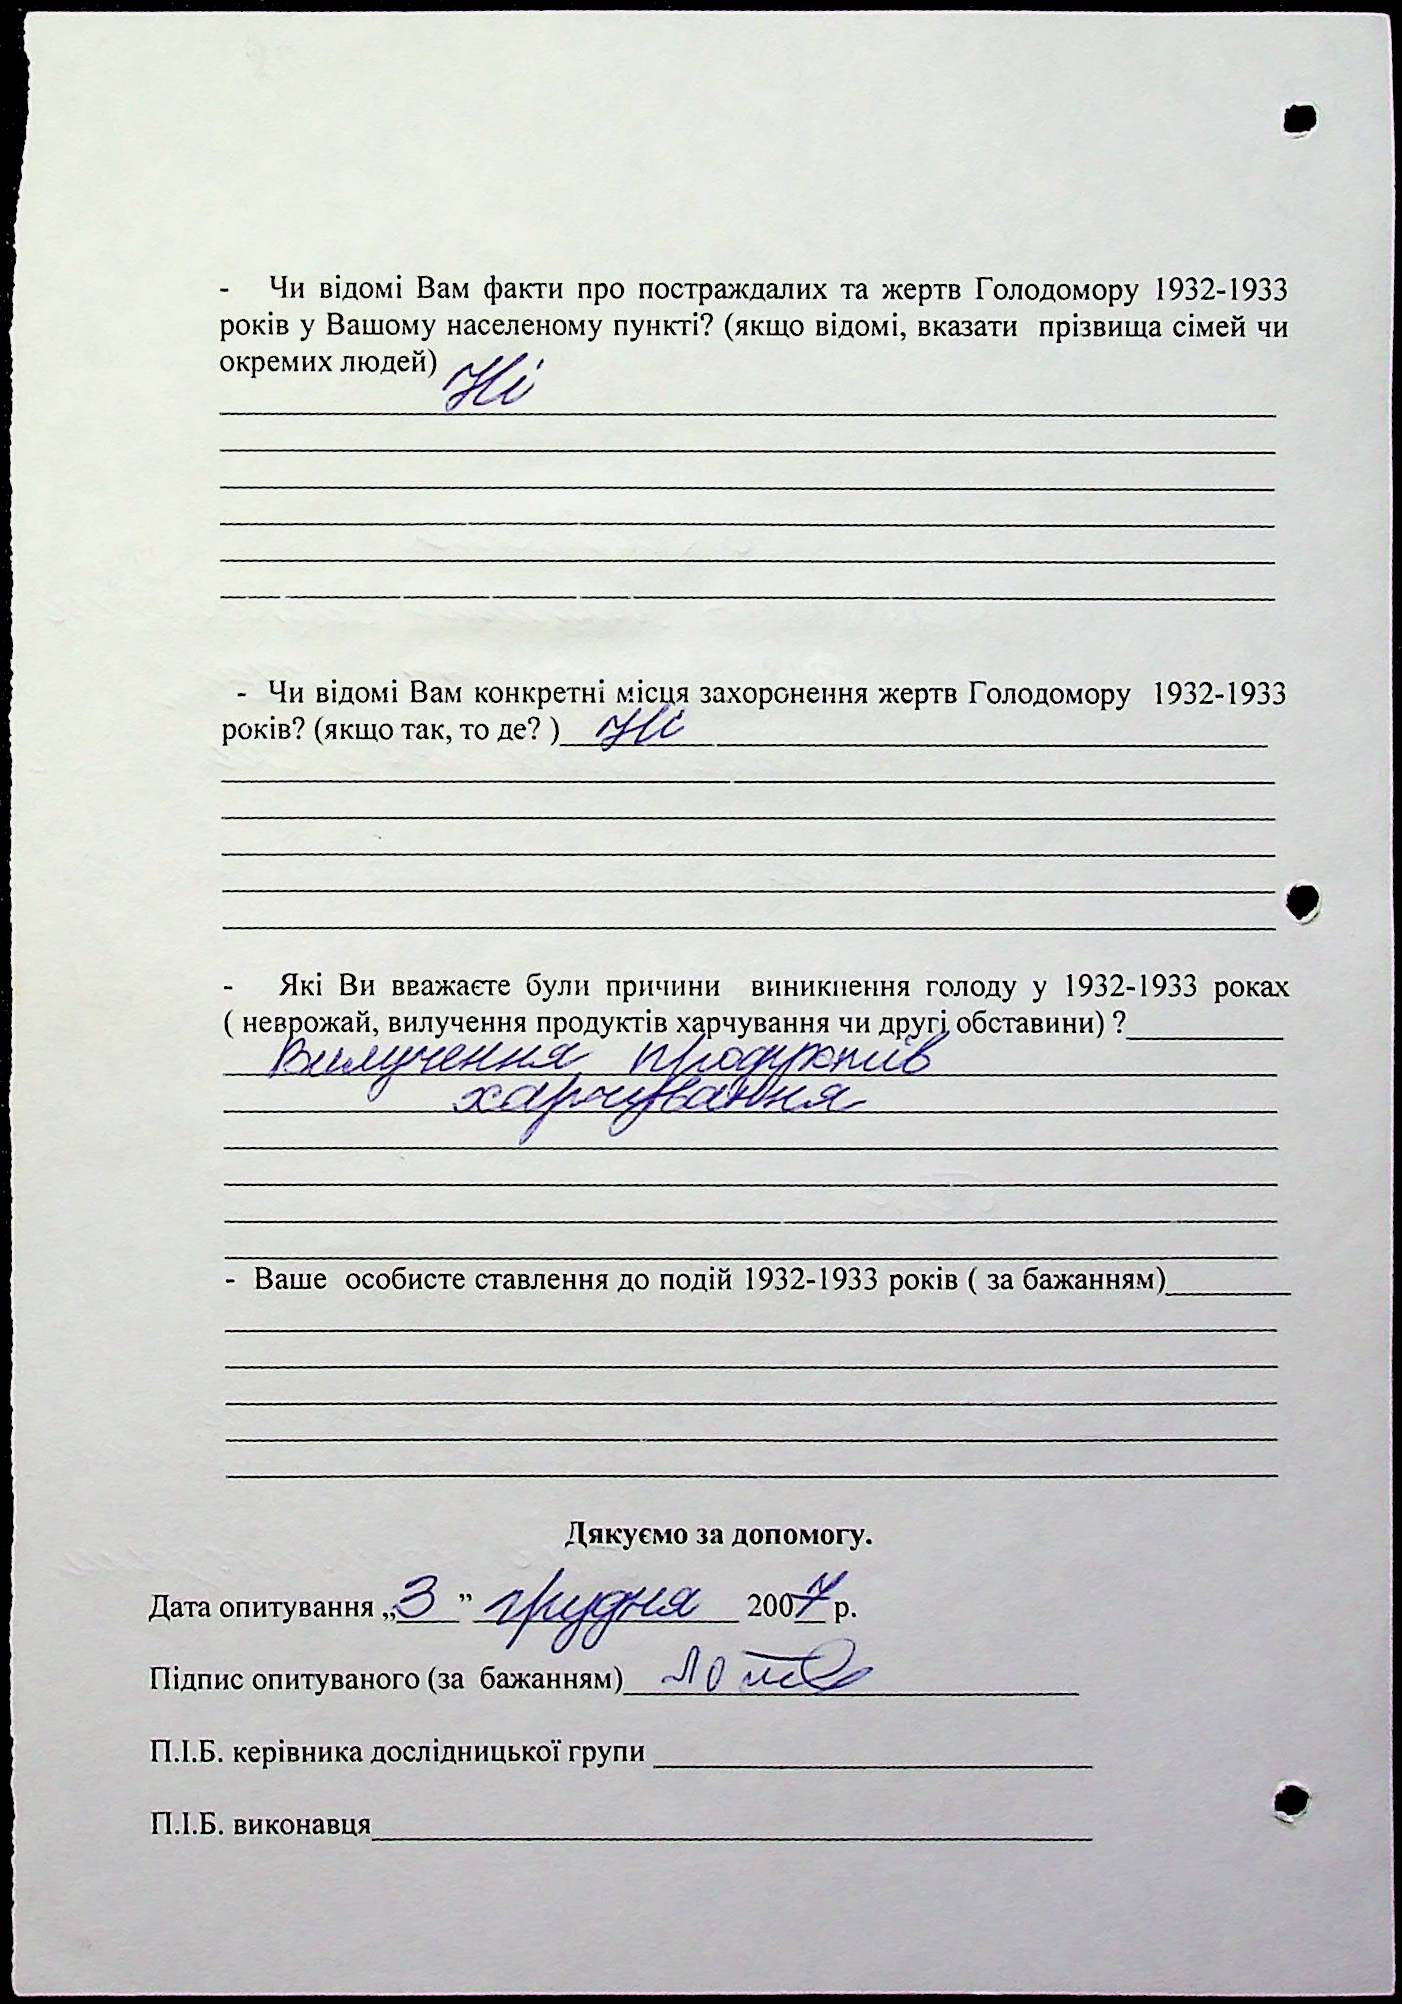 - Чи відомі Вам факти про постраждалих та жертв Голодомору 1932-1933
років у Вашому населеному пункті? (якщо відомі, вказати прізвища сімей чи
окремих людей)
Ні
- Чи відомі Вам конкретні місця захоронення жертв Голодомору 1932-1933
років? (якщо так, то де? ) Ні
- Які Ви вважаєте були причини виникнення голоду у 1932-1933 роках
( неврожай, вилучення продуктів харчування чи другі обставини) ?
Вилучення продуктів
харчування
- Ваше особисте ставлення до подій 1932-1933 років ( за бажанням)
Дякуємо за допомогу.
Дата опитування „3" грудня 2007 р.
Підпис опитуваного (за бажанням)
П.І.Б. керівника дослідницької групи
П.І.Б. виконавця